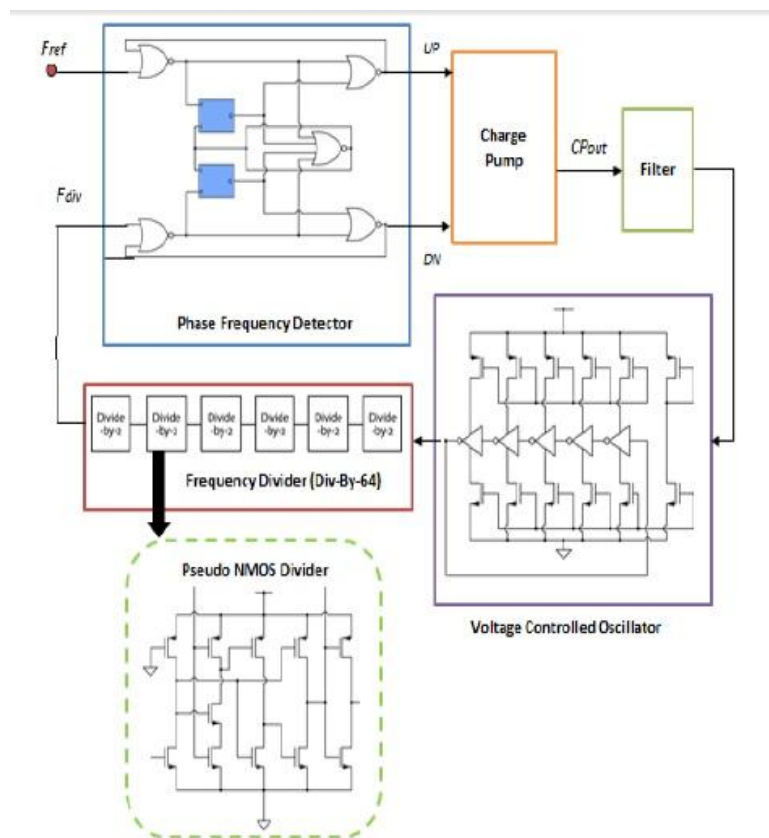 Fref
UP
Charge
Pump
CPout
Filter
Fdiv
DN
Phase Frequency Detector
Divide
-by-2
Divide
-by-2
Divide
-by-2
Divide
-by-2
Divide
-by-2
Divide
-by-2
Frequency Divider (Div-By-64)
Pseudo NMOS Divider
Voltage Controlled Oscillator